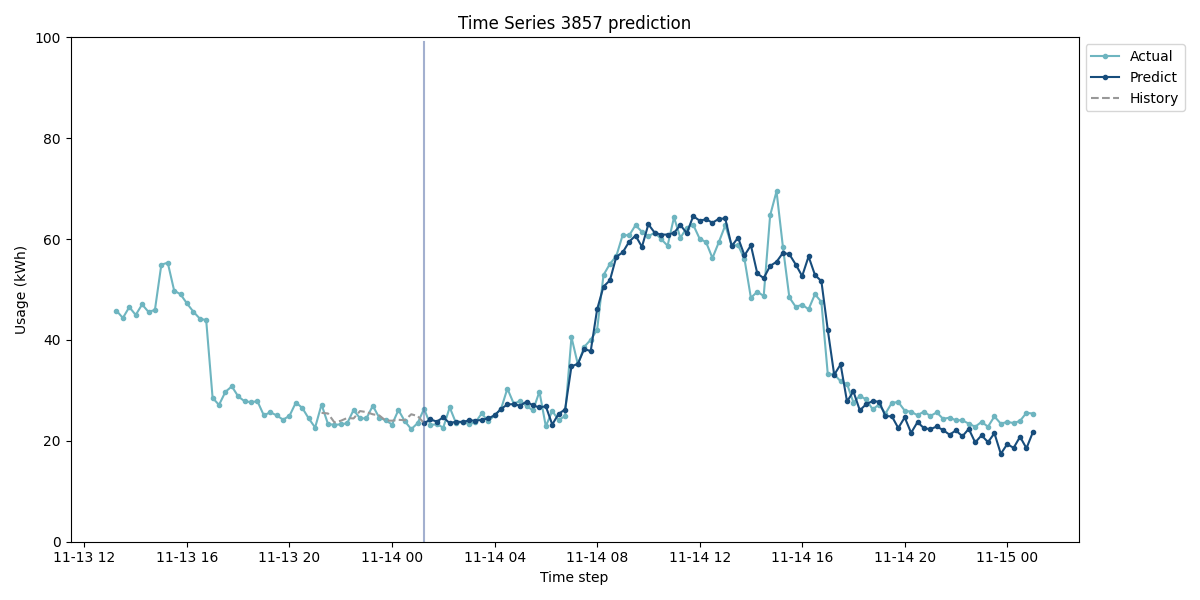 Time Series 3857 prediction
100
80
60
40
20
0
Usage (kWh)
11-13 12
11-13 16
11-13 20
11-14 00
11-14 04
11-14 08
11-14 12
11-14 16
11-14 20
11-15 00
Time step
Actual
Predict
History